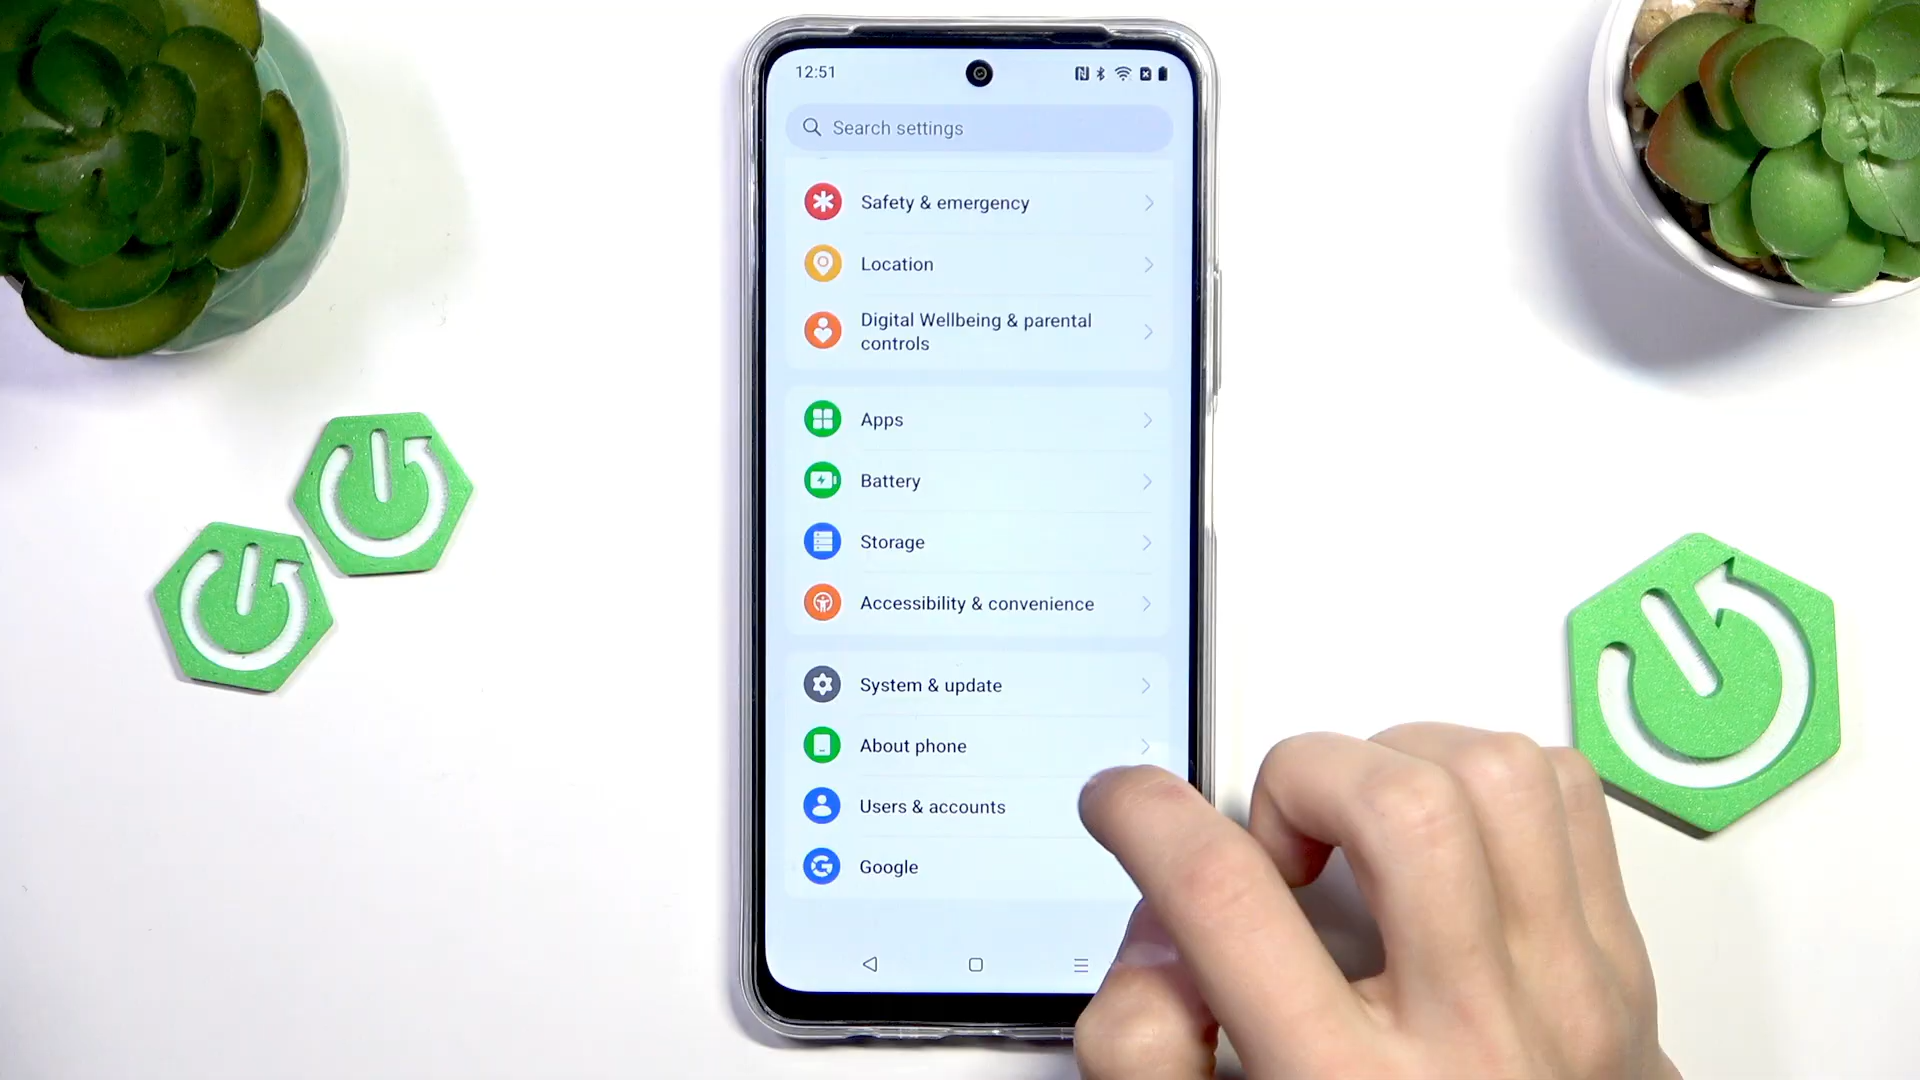 12:51
Search settings
Safety & emergency
Location
Digital Wellbeing & parental
controls
Apps
Battery
Storage
Accessibility & convenience
System & update
About phone
Users & accounts
Google